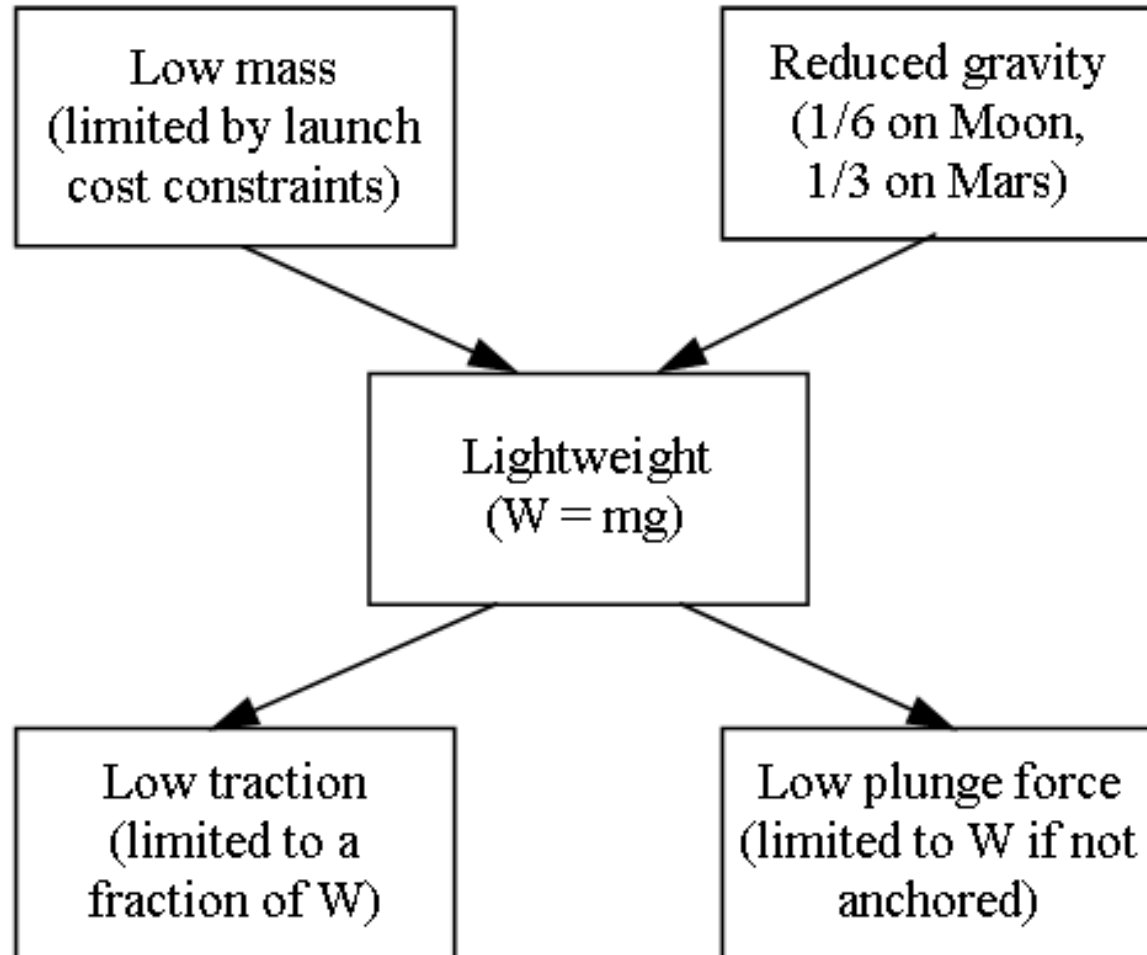 Low mass
(limited by launch
cost constraints)
Reduced gravity
(1/6 on Moon,
1/3 on Mars)
Lightweight
(W = mg)
Low traction
(limited to a
fraction of W)
Low plunge force
(limited to W if not
anchored)